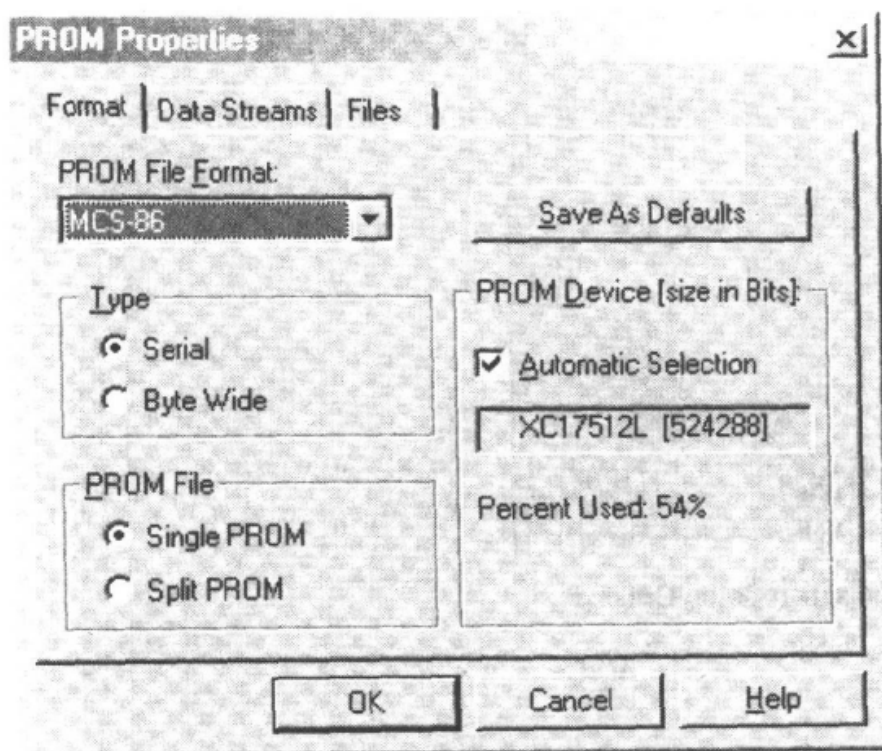 PROM Properties
Format Data Streams Files
PROM File Format:
MCS-86
Save As Defaults
Type
Serial
Byte Wide
PROM Device [size in Bits]:
Automatic Selection
XC17512L [524288]
Percent Used: 54%
PROM File
Single PROM
Split PROM
OK Cancel Help